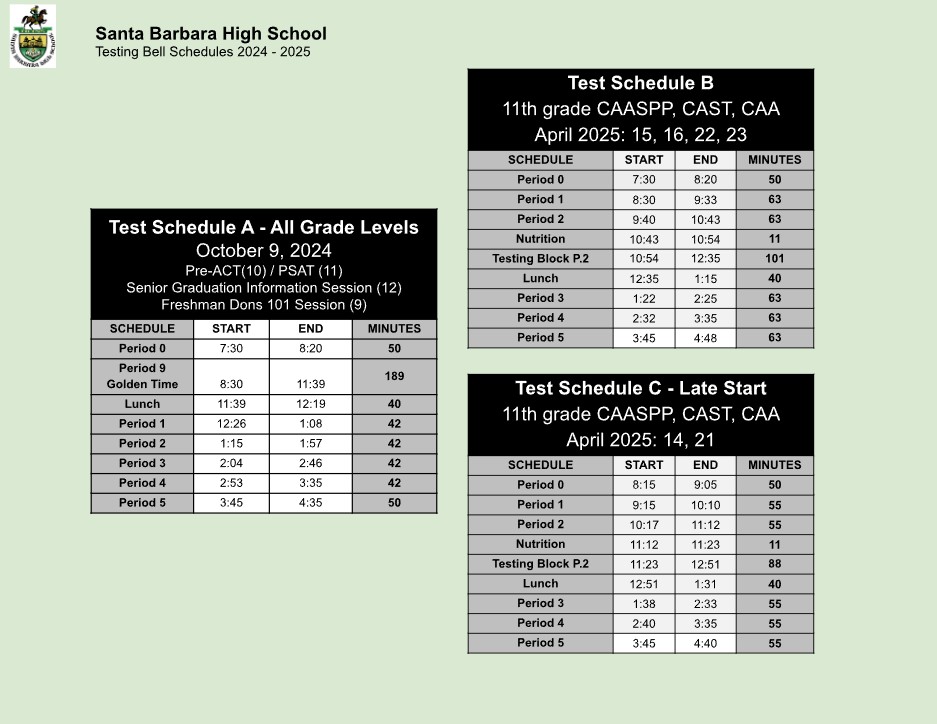 Santa Barbara High School
Testing Bell Schedules 2024 - 2025
Test Schedule A - All Grade Levels
October 9, 2024
Pre-ACT(10) / PSAT (11)
Senior Graduation Information Session (12)
Freshman Dons 101 Session (9)
SCHEDULE START END MINUTES
Period 0 7:30 8:20 50
Period 9
Golden Time 8:30 11:39 189
Lunch 11:39 12:19 40
Period 1 12:26 1:08 42
Period 2 1:15 1:57 42
Period 3 2:04 2:46 42
Period 4 2:53 3:35 42
Period 5 3:45 4:35 50
Test Schedule B
11th grade CAASPP, CAST, CAA
April 2025: 15, 16, 22, 23
SCHEDULE START END MINUTES
Period 0 7:30 8:20 50
Period 1 8:30 9:33 63
Period 2 9:40 10:43 63
Nutrition 10:43 10:54 11
Testing Block P.2 10:54 12:35 101
Lunch 12:35 1:15 40
Period 3 1:22 2:25 63
Period 4 2:32 3:35 63
Period 5 3:45 4:48 63
Test Schedule C - Late Start
11th grade CAASPP, CAST, CAA
April 2025: 14, 21
SCHEDULE START END MINUTES
Period 0 8:15 9:05 50
Period 1 9:15 10:10 55
Period 2 10:17 11:12 55
Nutrition 11:12 11:23 11
Testing Block P.2 11:23 12:51 88
Lunch 12:51 1:31 40
Period 3 1:38 2:33 55
Period 4 2:40 3:35 55
Period 5 3:45 4:40 55